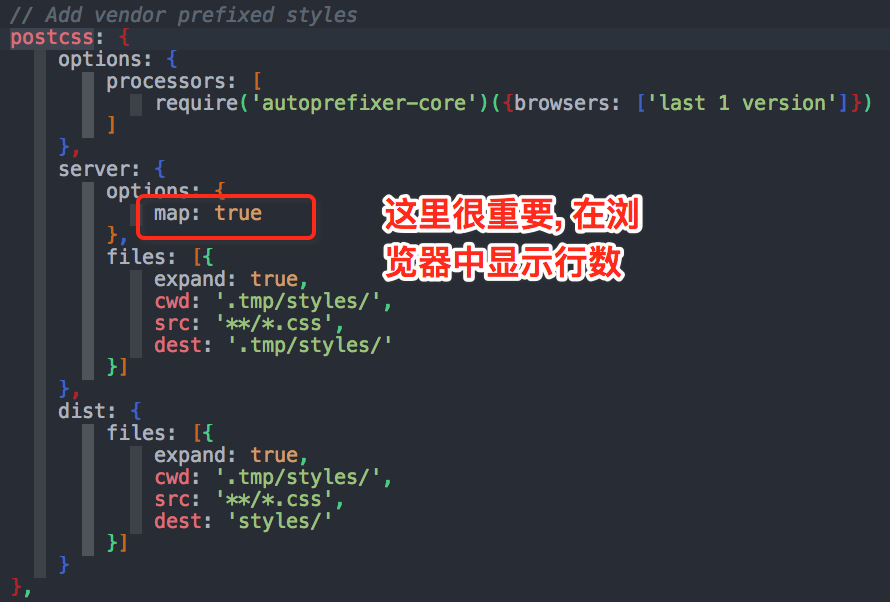 // Add vendor prefixed styles
postcss: {
options: {
processors: [
require('autoprefixer-core')({browsers: ['last 1 version']})
]
},
server: {
options: {
map: true
},
这里很重要, 在浏
览器中显示行数
files: [{
expand: true,
cwd: '.tmp/styles/',
src: '**/*.css',
dest: '.tmp/styles/'
}]
},
dist: {
files: [{
expand: true,
cwd: '.tmp/styles/',
src: '**/*.css',
dest: 'styles/'
}]
}
},